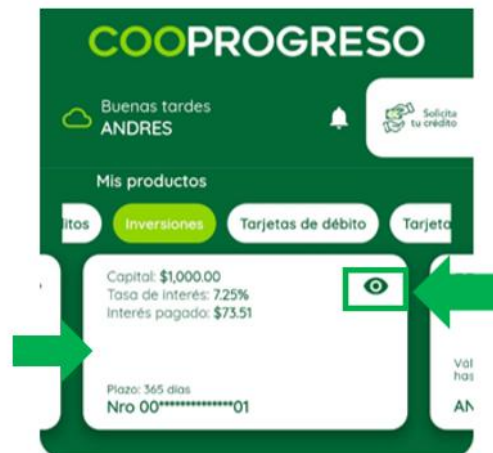 COOPROGRESO
Buenas tardes
ANDRES
Solicita
tu crédito
Mis productos
itos
Inversiones
Tarjetas de débito
Tarjeta
Capital: $1,000.00
Tasa de interés: 7.25%
Interés pagado: $73.51
Plazo: 365 días
Nro 00**************01
Vál
has
AN